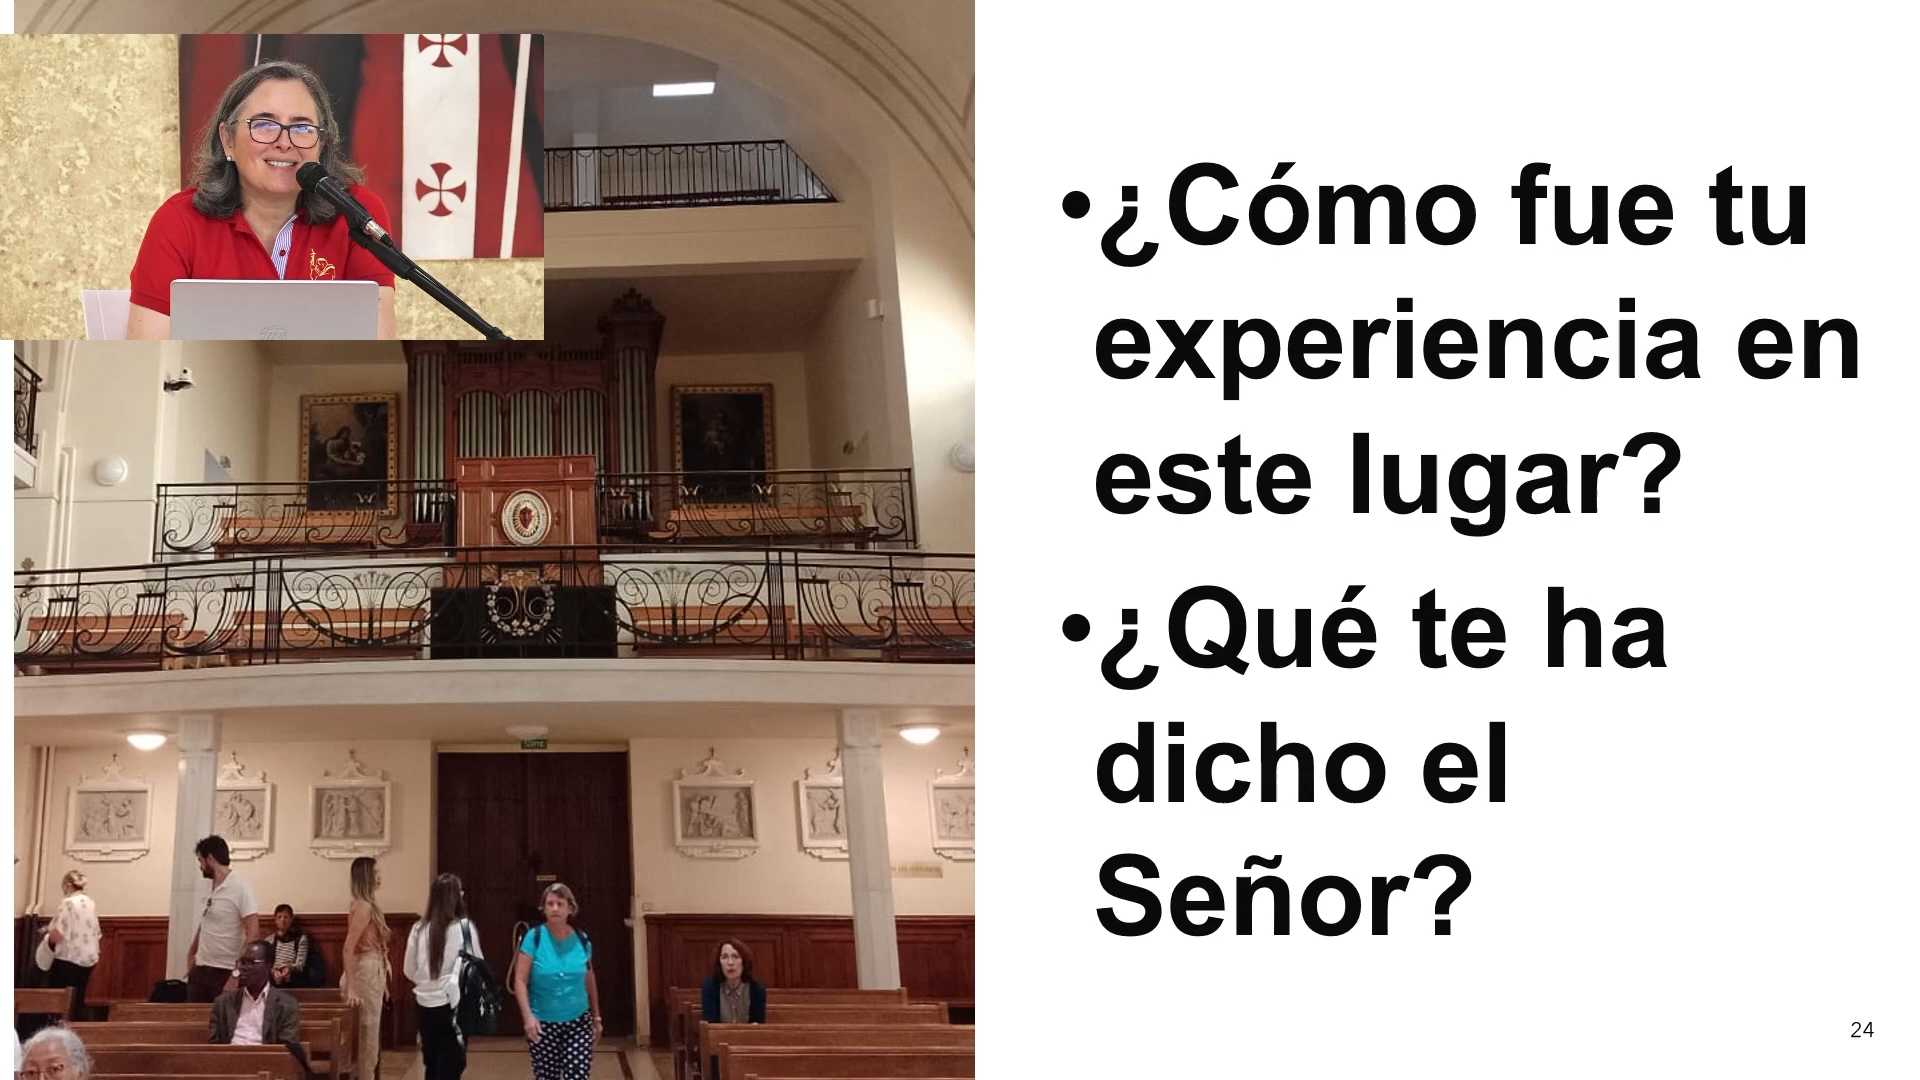 •¿Cómo fue tu
experiencia en
este lugar?
•¿Qué te ha
dicho el
Señor?
24